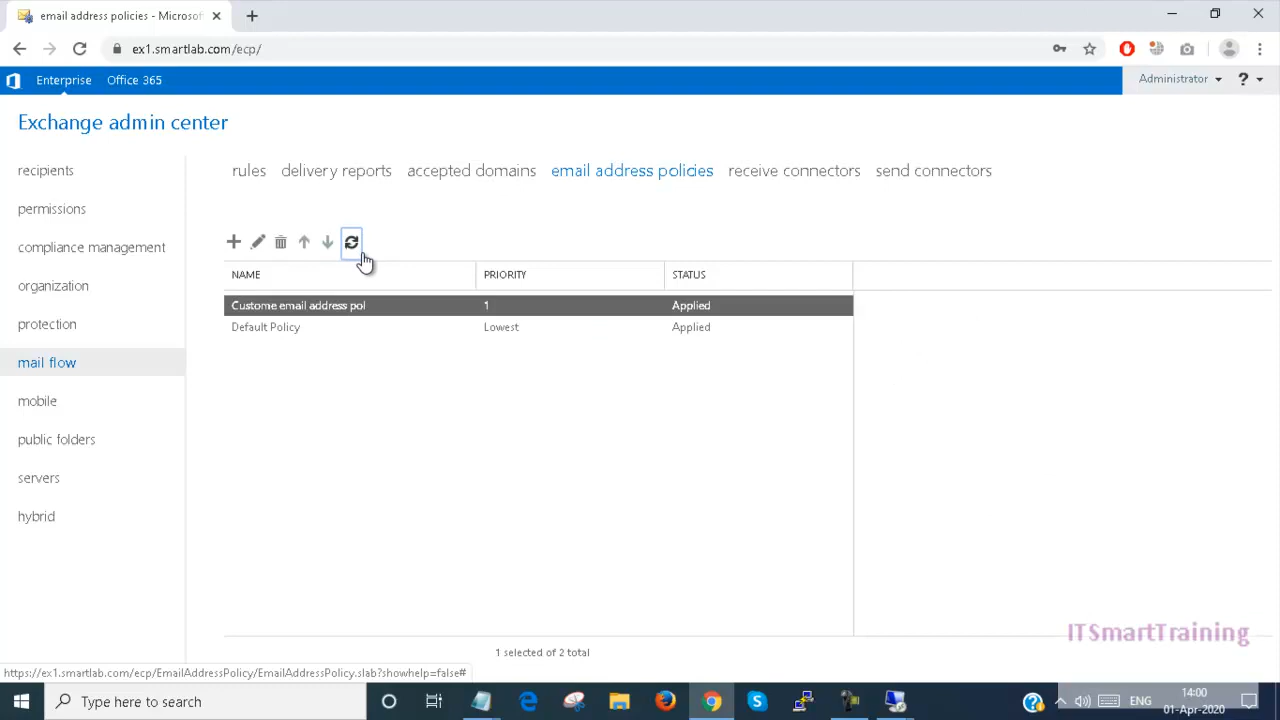 email address policies - Microsof
ex1.smartlab.com/ecp/
Enterprise Office 365
Administrator ?
Exchange admin center
recipients
permissions
compliance management
organization
protection
mail flow
mobile
public folders
servers
hybrid
rules delivery reports accepted domains email address policies receive connectors send connectors
NAME PRIORITY STATUS
Custome email address pol 1 Applied
Default Policy Lowest Applied
1 selected of 2 total
ITSmartTraining
https://ex1.smartlab.com/ecp/EmailAddressPolicy/EmailAddressPolicy.slab?showhelp=false#
Type here to search
ENG
14:00
01-Apr-2020